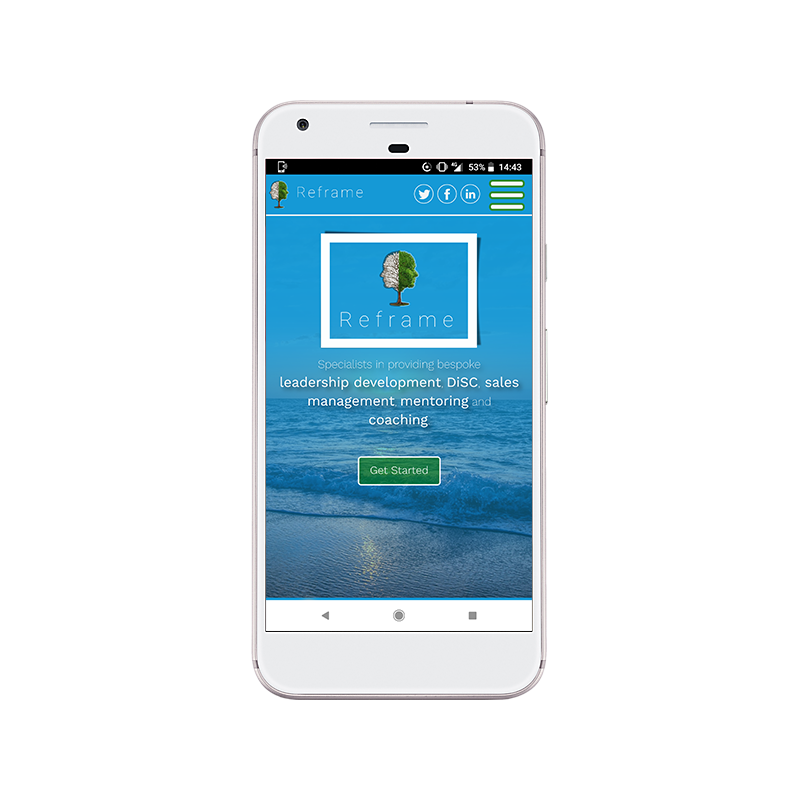 53% 14:43
Reframe
Reframe
Specialists in providing bespoke
leadership development, DiSC, sales
management, mentoring and
coaching.
Get Started